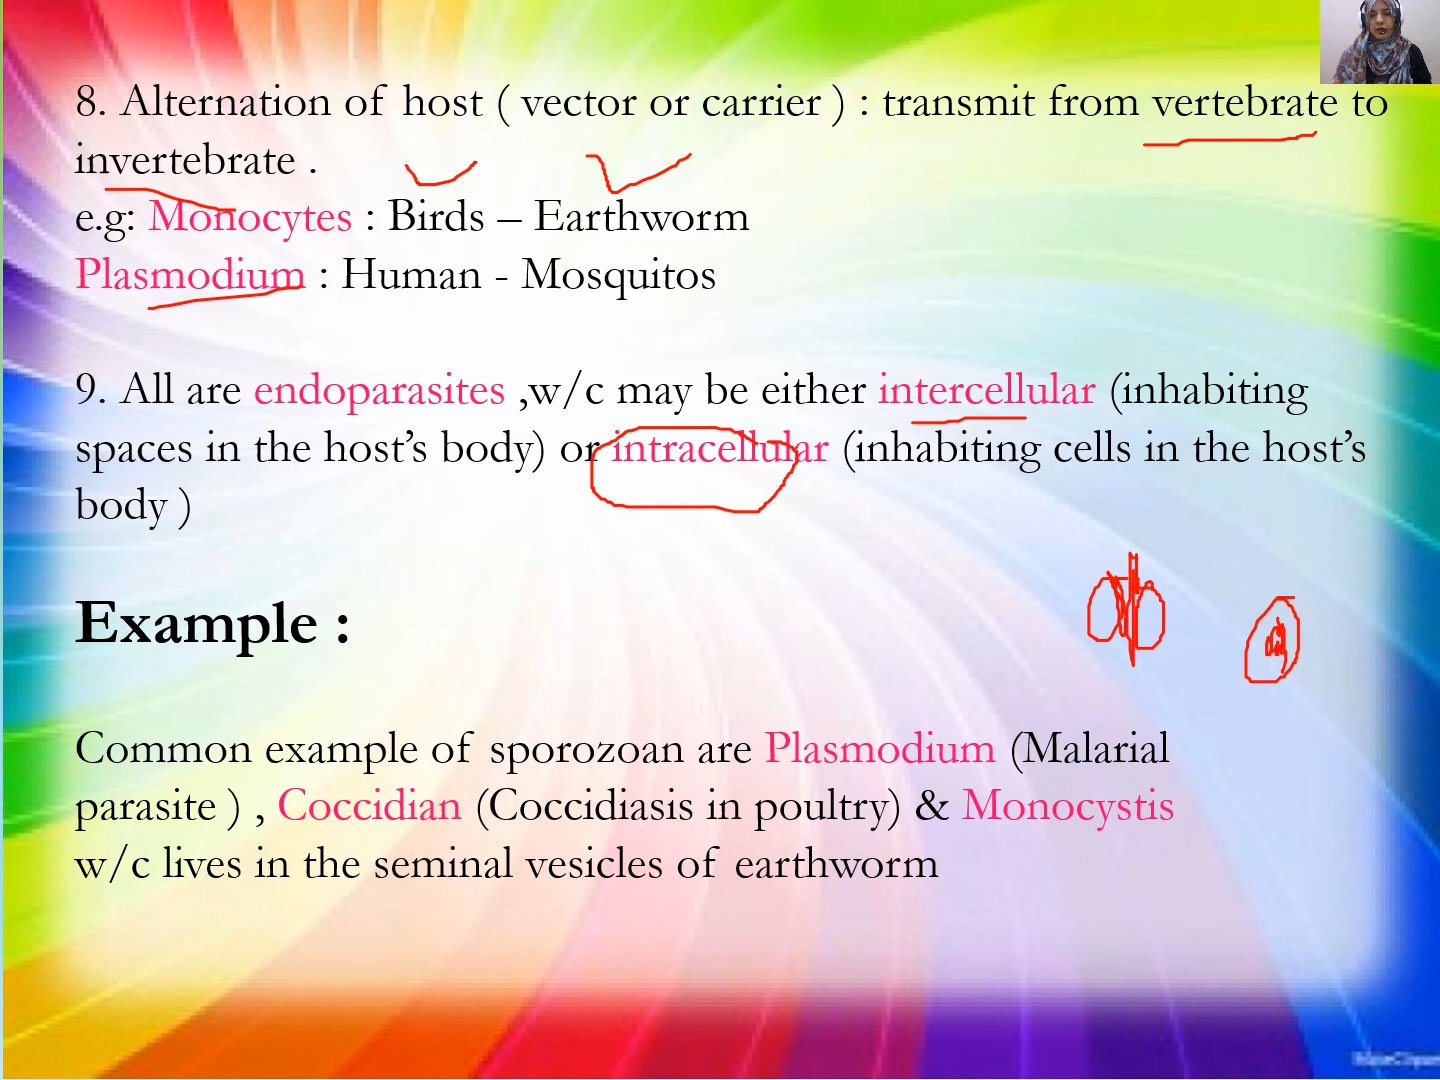 8. Alternation of host ( vector or carrier ) : transmit from vertebrate to
invertebrate .
e.g: Monocytes : Birds – Earthworm
Plasmodium : Human - Mosquitos
9. All are endoparasites ,w/c may be either intercellular (inhabiting
spaces in the host’s body) or intracellular (inhabiting cells in the host’s
body )
Example :
Common example of sporozoan are Plasmodium (Malarial
parasite ) , Coccidian (Coccidiasis in poultry) & Monocystis
w/c lives in the seminal vesicles of earthworm